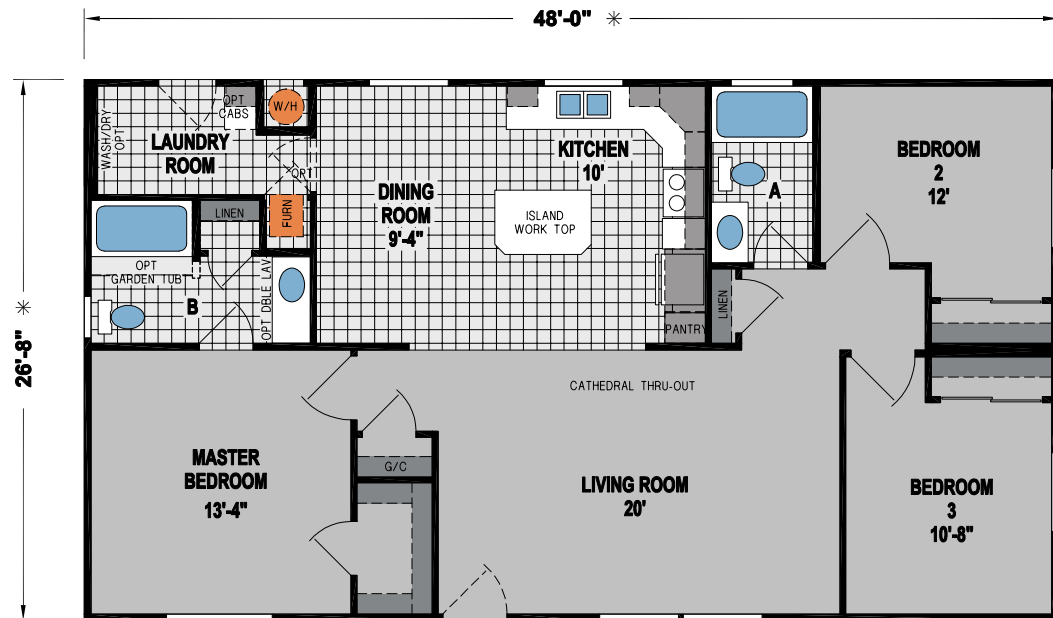 48'-0" ✳
26'-8" ✳
OPT
CABS
WASH/DRY
OPT
LAUNDRY
ROOM
W/H
OPT
FURN
LINEN
OPT
GARDEN TUBT
B
OPT DBLE LAV
DINING
ROOM
9'-4"
KITCHEN
10'
ISLAND
WORK TOP
PANTRY
LINEN
A
BEDROOM
2
12'
CATHEDRAL THRU-OUT
MASTER
BEDROOM
13'-4"
G/C
LIVING ROOM
20'
BEDROOM
3
10'-8"